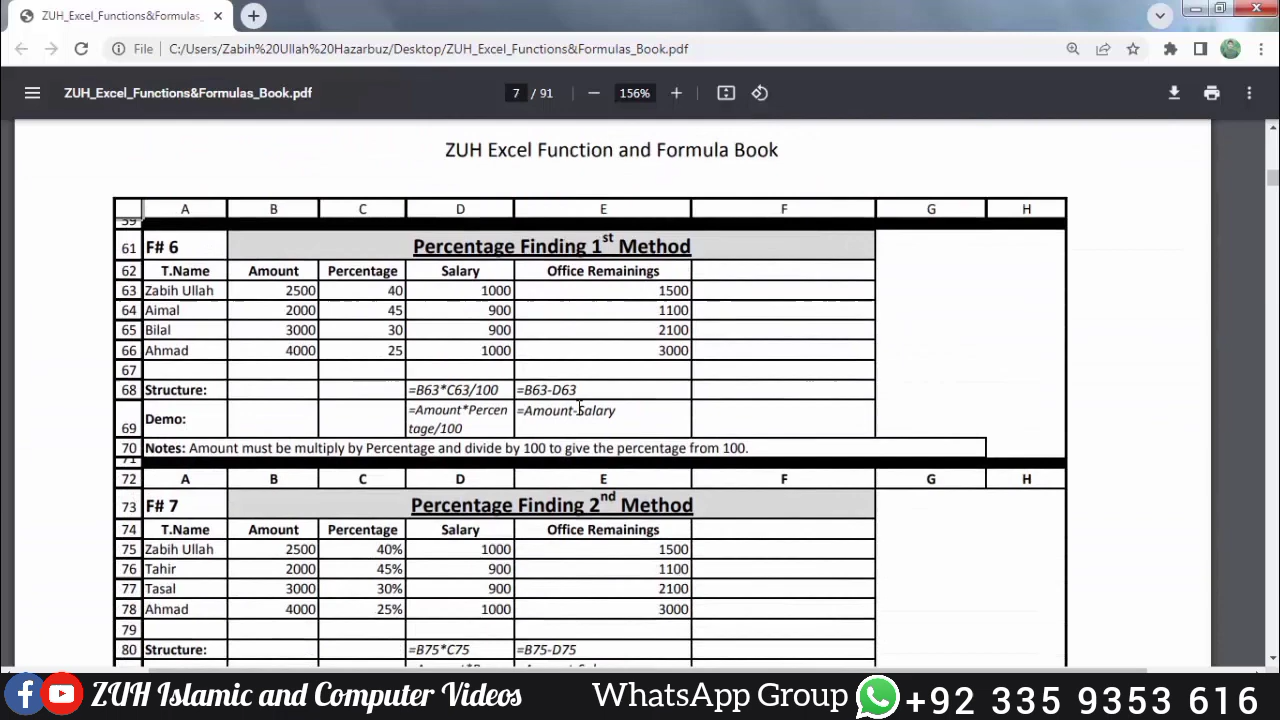 ZUH_Excel_Functions&Formulas_
File C:/Users/Zabih%20Ullah%20Hazarbuz/Desktop/ZUH_Excel_Functions&Formulas_Book.pdf
ZUH_Excel_Functions&Formulas_Book.pdf 7 / 91 156%
ZUH Excel Function and Formula Book
A B C D E F G H
59
61 F# 6 Percentage Finding 1st Method
62 T.Name Amount Percentage Salary Office Remainings
63 Zabih Ullah 2500 40 1000 1500
64 Aimal 2000 45 900 1100
65 Bilal 3000 30 900 2100
66 Ahmad 4000 25 1000 3000
67
68 Structure: =B63*C63/100 =B63-D63
69 Demo: =Amount*Percen =Amount-Salary
tage/100
70 Notes: Amount must be multiply by Percentage and divide by 100 to give the percentage from 100.
71
72 A B C D E F G H
73 F# 7 Percentage Finding 2nd Method
74 T.Name Amount Percentage Salary Office Remainings
75 Zabih Ullah 2500 40% 1000 1500
76 Tahir 2000 45% 900 1100
77 Tasal 3000 30% 900 2100
78 Ahmad 4000 25% 1000 3000
79
80 Structure: =B75*C75 =B75-D75
ZUH Islamic and Computer Videos WhatsApp Group +92 335 9353 616